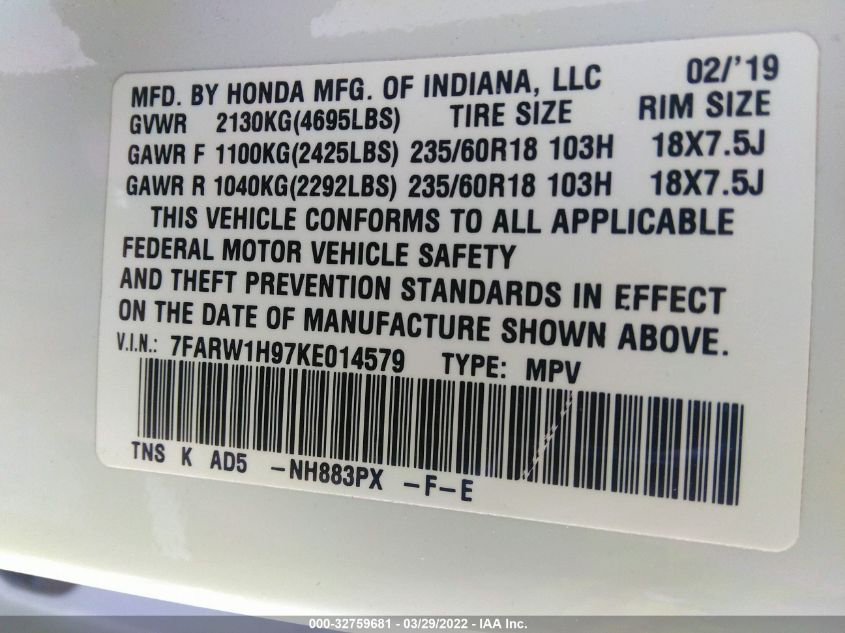 MFD. BY HONDA MFG. OF INDIANA, LLC 02/'19
GVWR 2130KG(4695LBS) TIRE SIZE RIM SIZE
GAWR F 1100KG(2425LBS) 235/60R18 103H 18X7.5J
GAWR R 1040KG(2292LBS) 235/60R18 103H 18X7.5J
THIS VEHICLE CONFORMS TO ALL APPLICABLE
FEDERAL MOTOR VEHICLE SAFETY
AND THEFT PREVENTION STANDARDS IN EFFECT
ON THE DATE OF MANUFACTURE SHOWN ABOVE.
V.I.N.: 7FARW1H97KE014579 TYPE: MPV
TNS K AD5 -NH883PX -F-E
000-32759681 - 03/29/2022 - IAA Inc.